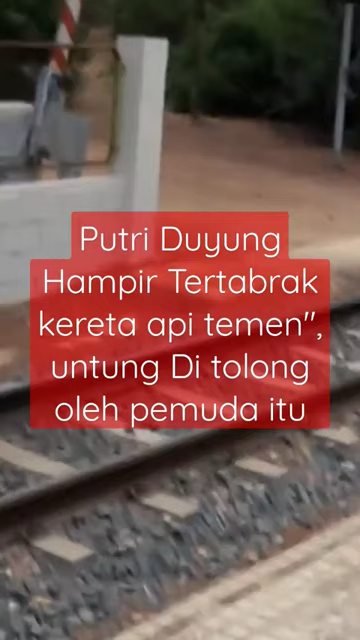 Putri Duyung
Hampir Tertabrak
kereta api temen",
untung Di tolong
oleh pemuda itu